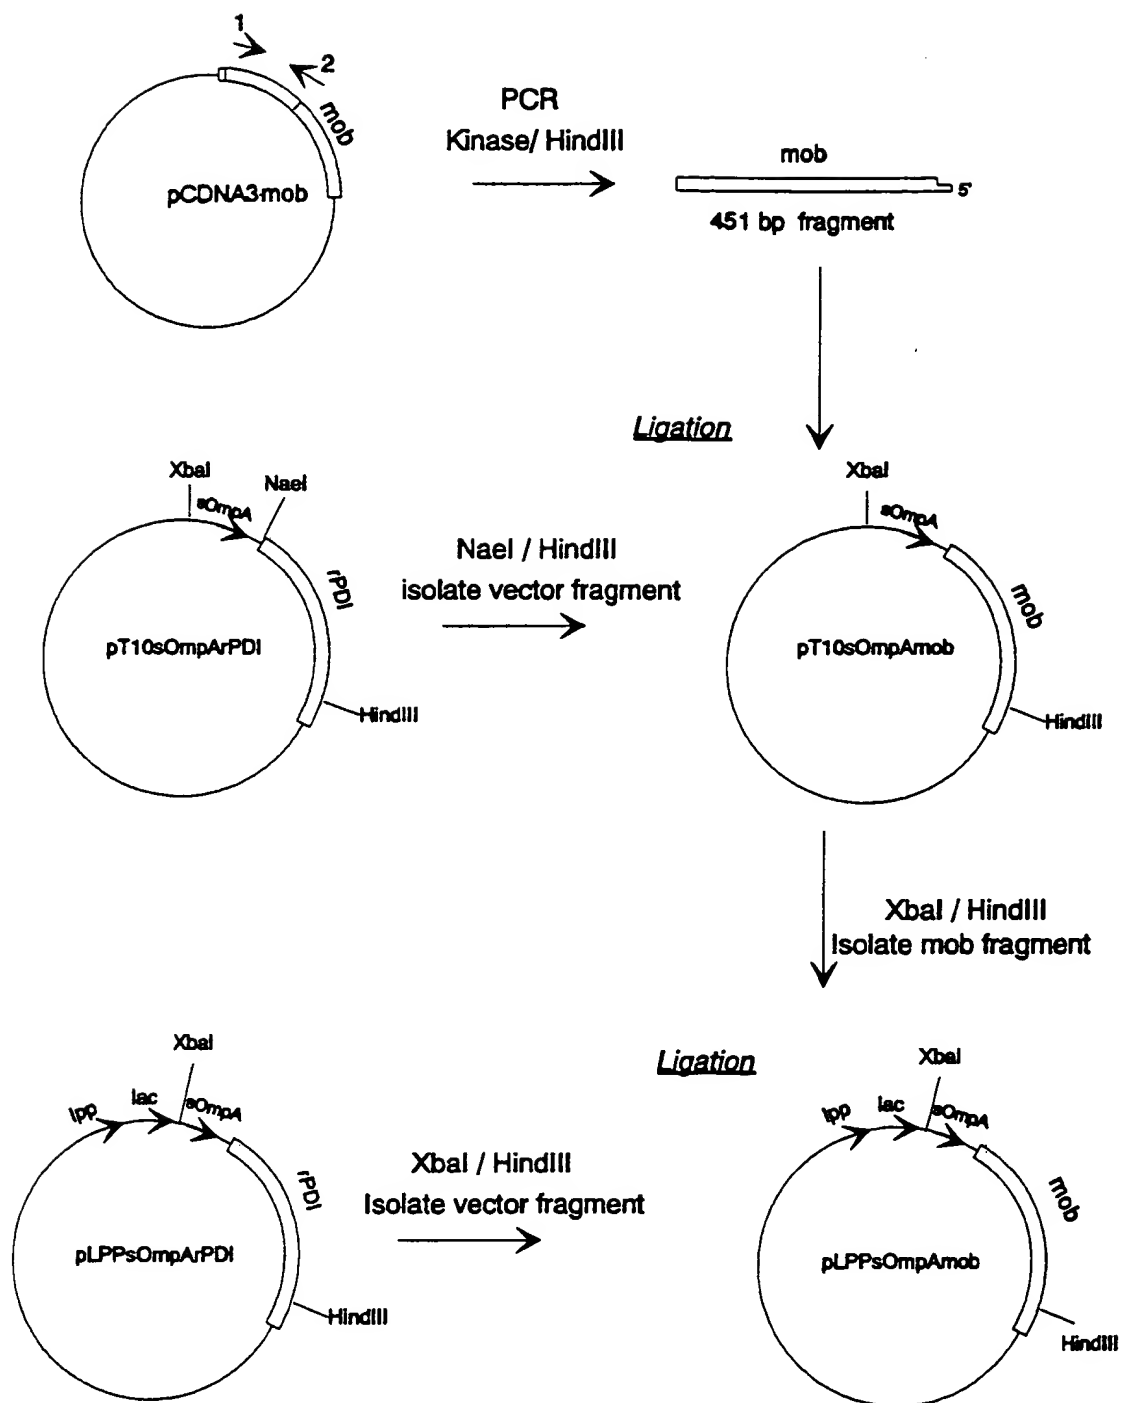 1
2
mob
pCDNA3-mob
PCR
Kinase/ HindIII
mob
5'
451 bp fragment
Ligation
XbaI
sOmpA
NaeI
rPDI
pT10sOmpArPDI
HindIII
NaeI / HindIII
isolate vector fragment
XbaI
sOmpA
mob
pT10sOmpAmob
HindIII
XbaI / HindIII
Isolate mob fragment
Ligation
XbaI
lpp
lac
sOmpA
rPDI
pLPPsOmpArPDI
HindIII
XbaI / HindIII
Isolate vector fragment
XbaI
lpp
lac
sOmpA
mob
pLPPsOmpAmob
HindIII